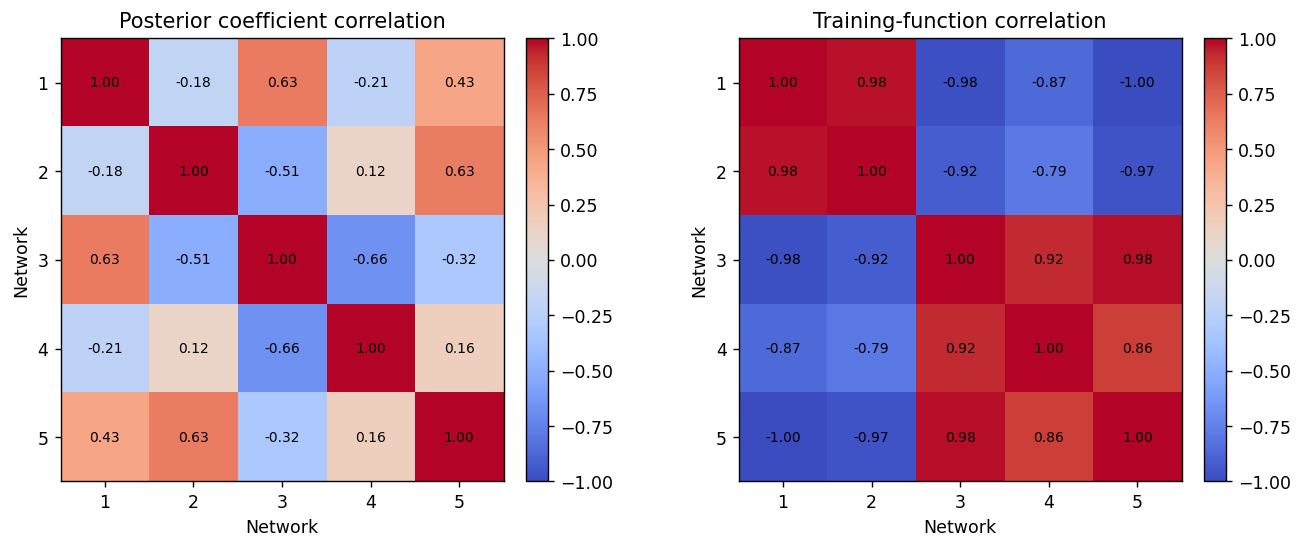 Posterior coefficient correlation
1.00 -0.18 0.63 -0.21 0.43
-0.18 1.00 -0.51 0.12 0.63
0.63 -0.51 1.00 -0.66 -0.32
-0.21 0.12 -0.66 1.00 0.16
0.43 0.63 -0.32 0.16 1.00
1
2
3
4
5
Network
1 2 3 4 5
Network
1.00
0.75
0.50
0.25
0.00
−0.25
−0.50
−0.75
−1.00
Training-function correlation
1.00 0.98 -0.98 -0.87 -1.00
0.98 1.00 -0.92 -0.79 -0.97
-0.98 -0.92 1.00 0.92 0.98
-0.87 -0.79 0.92 1.00 0.86
-1.00 -0.97 0.98 0.86 1.00
1
2
3
4
5
Network
1 2 3 4 5
Network
1.00
0.75
0.50
0.25
0.00
−0.25
−0.50
−0.75
−1.00